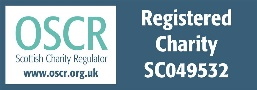 OSCR
Scottish Charity Regulator
www.oscr.org.uk
Registered
Charity
SC049532